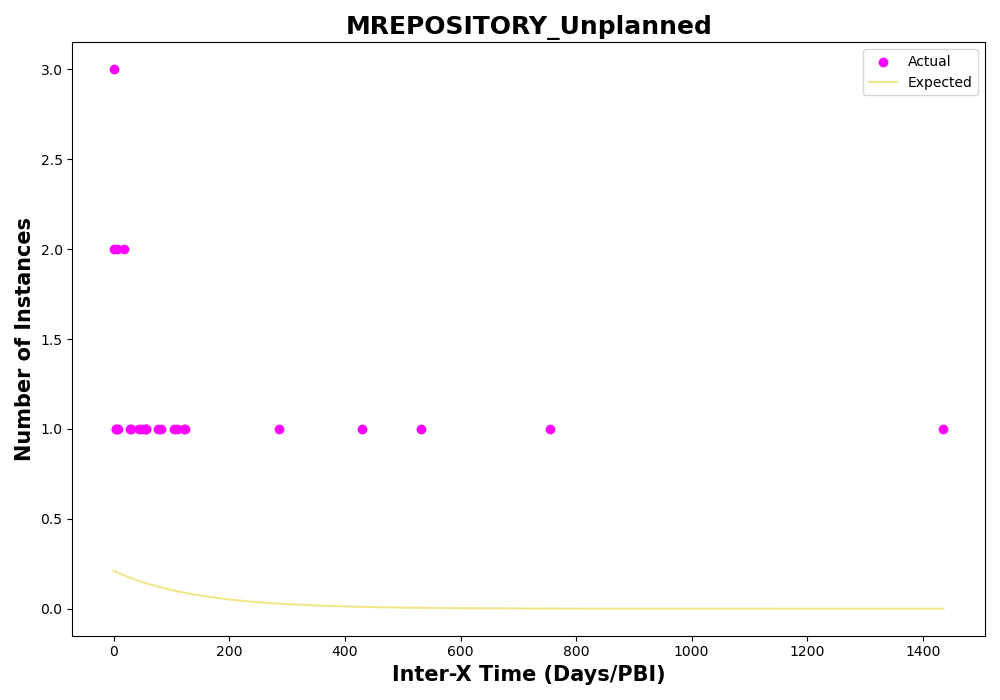 MREPOSITORY_Unplanned
Actual
Expected
Number of Instances
3.0
2.5
2.0
1.5
1.0
0.5
0.0
0 200 400 600 800 1000 1200 1400
Inter-X Time (Days/PBI)